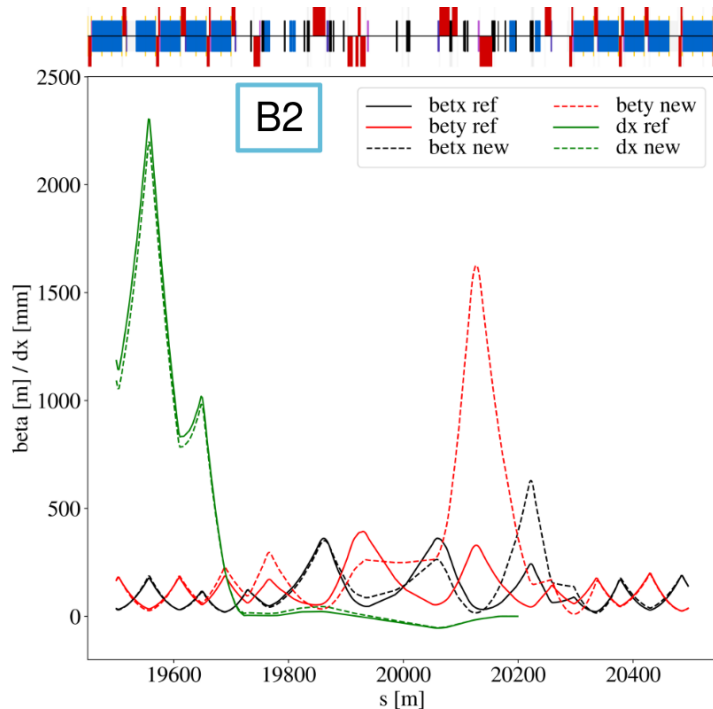 2500
B2
betx ref
bety ref
betx new
bety new
dx ref
dx new
2000
1500
1000
500
0
beta [m] / dx [mm]
19600 19800 20000 20200 20400
s [m]